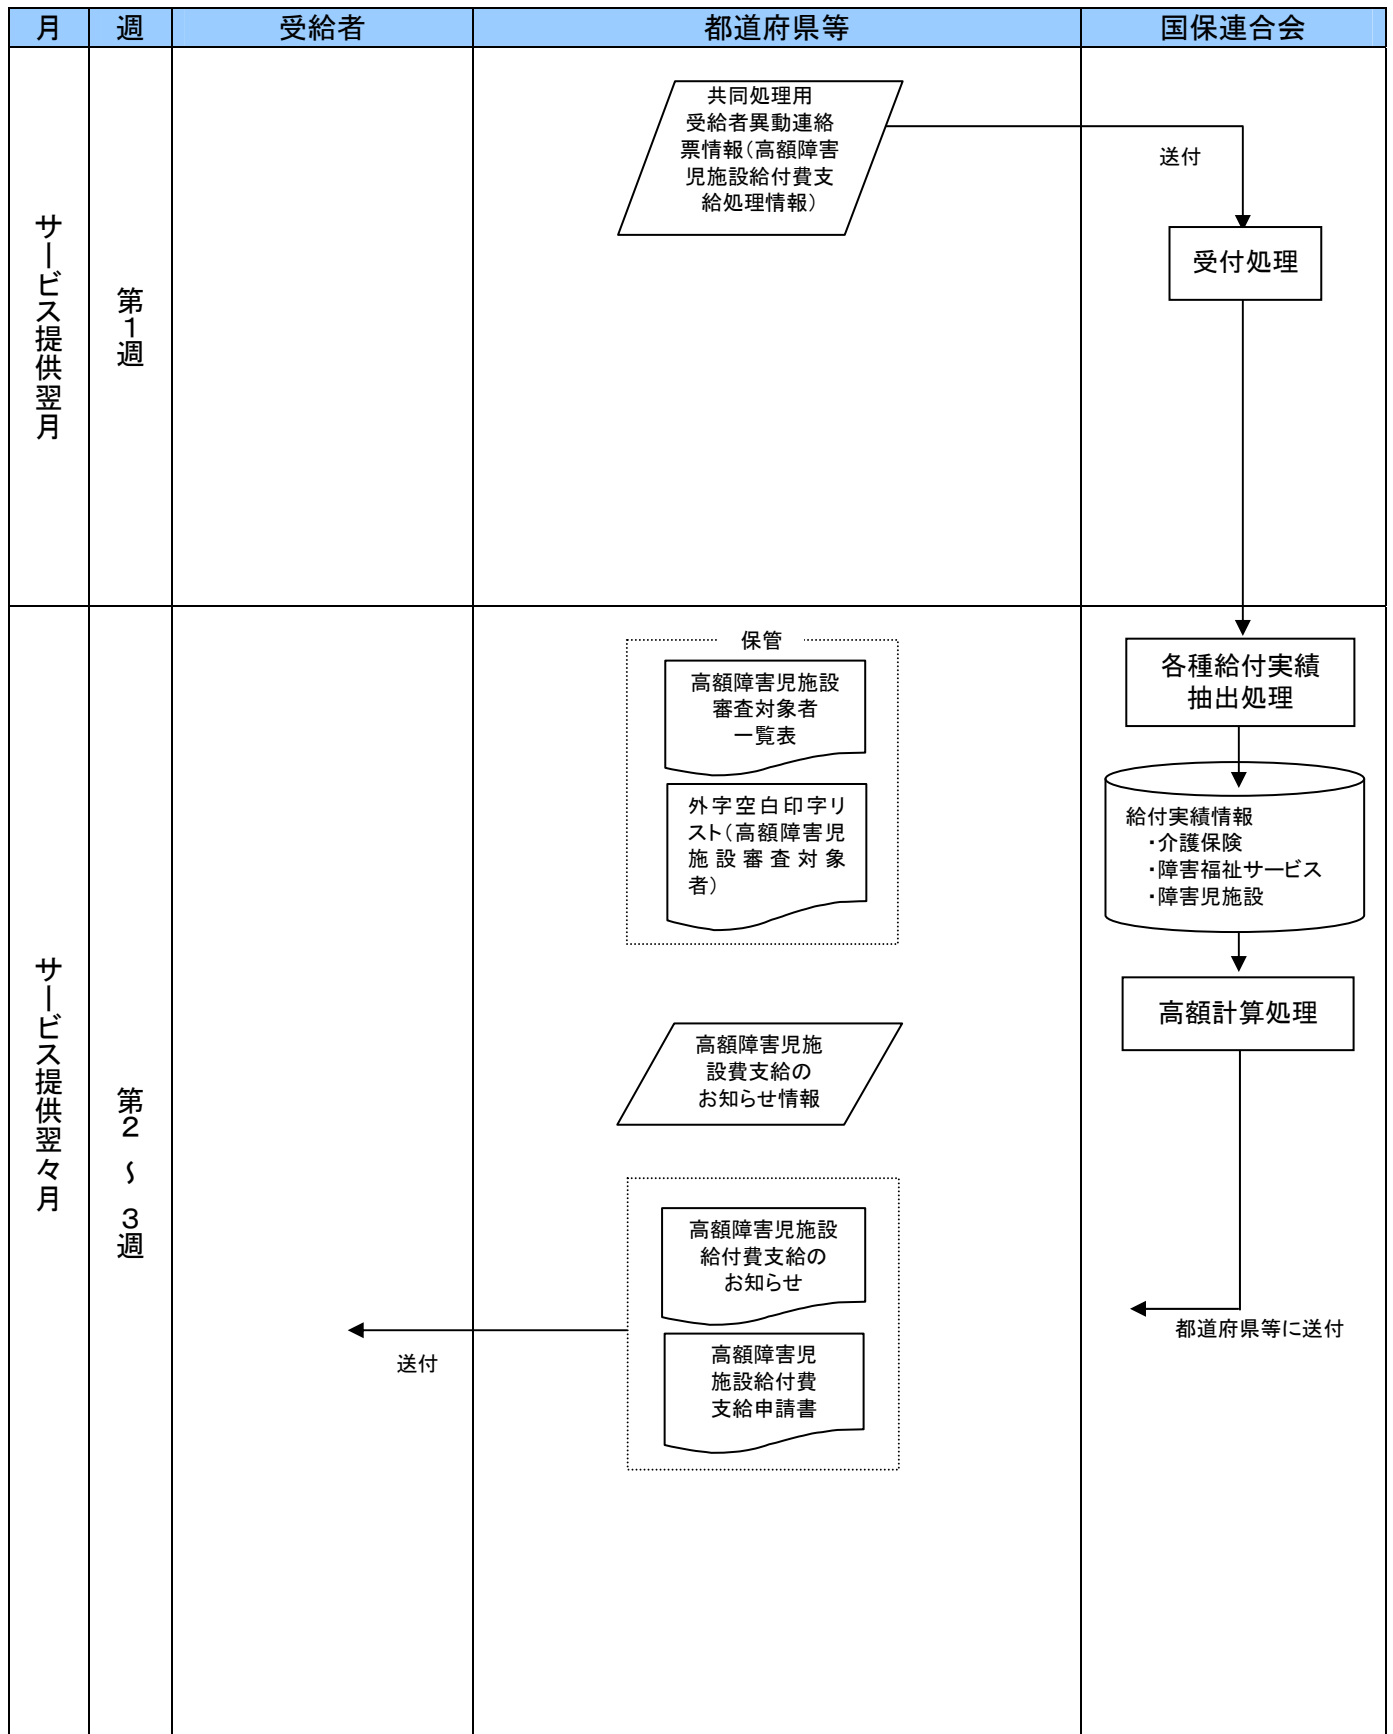 月 週 受給者 都道府県等 国保連合会
サービス提供翌月
第1週
共同処理用
受給者異動連絡
票情報(高額障害
児施設給付費支
給処理情報)
送付
受付処理
サービス提供翌々月
第2～3週
保管
高額障害児施設
審査対象者
一覧表
外字空白印字リ
スト(高額障害児
施設審査対象
者)
各種給付実績
抽出処理
給付実績情報
・介護保険
・障害福祉サービス
・障害児施設
高額計算処理
高額障害児施
設費支給の
お知らせ情報
高額障害児施設
給付費支給の
お知らせ
都道府県等に送付
送付
高額障害児
施設給付費
支給申請書